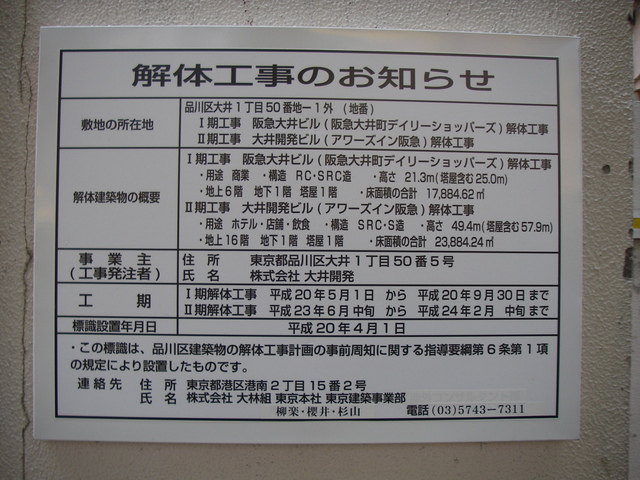 解体工事のお知らせ
敷地の所在地
品川区大井1丁目50番地ー1外 (地番)
Ⅰ期工事 阪急大井ビル(阪急大井町デイリーショッパーズ)解体工事
Ⅱ期工事 大井開発ビル(アワーズイン阪急)解体工事
解体建築物の概要
Ⅰ期工事 阪急大井ビル(阪急大井町デイリーショッパーズ)解体工事
・用途 商業 ・構造 RC・SRC造 ・高さ 21.3m(塔屋含む25.0m)
・地上6階 地下1階 塔屋1階 ・床面積の合計 17,884.62㎡
Ⅱ期工事 大井開発ビル(アワーズイン阪急)解体工事
・用途 ホテル・店舗・飲食 ・構造 SRC・S造 ・高さ 49.4m(塔屋含む57.9m)
・地上16階 地下1階 塔屋1階 ・床面積の合計 23,884.24㎡
事業主
(工事発注者)
住所 東京都品川区大井1丁目50番5号
氏名 株式会社 大井開発
工期
Ⅰ期解体工事 平成20年5月1日 から 平成20年9月30日まで
Ⅱ期解体工事 平成23年6月中旬 から 平成24年2月 中旬まで
標識設置年月日
平成20年4月1日
・この標識は、品川区建築物の解体工事計画の事前周知に関する指導要綱第6条第1項
の規定により設置したものです。
連絡先 住所 東京都港区港南2丁目15番2号
氏名 株式会社 大林組 東京本社 東京建築事業部
柳楽・櫻井・杉山 電話(03)5743-7311